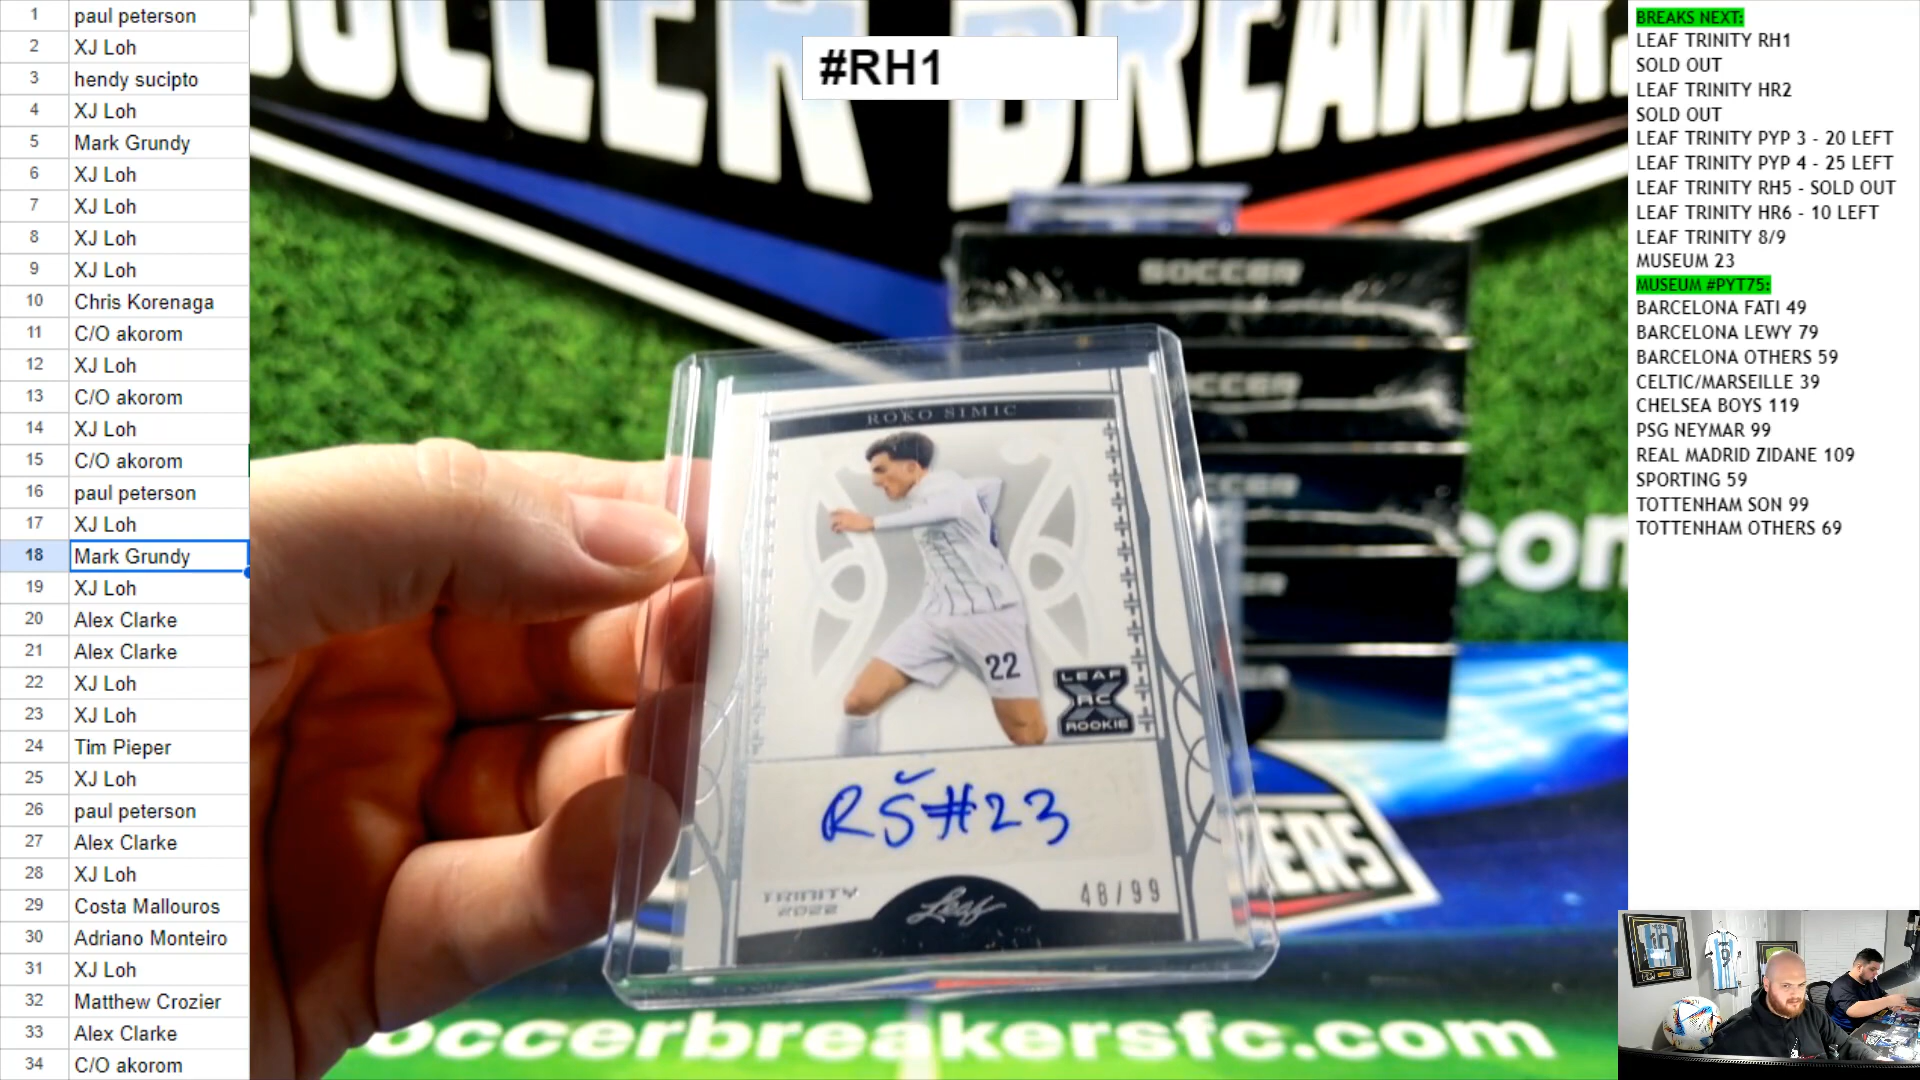 1 paul peterson
2 XJ Loh
3 hendy sucipto
4 XJ Loh
5 Mark Grundy
6 XJ Loh
7 XJ Loh
8 XJ Loh
9 XJ Loh
10 Chris Korenaga
11 C/O akorom
12 XJ Loh
13 C/O akorom
14 XJ Loh
15 C/O akorom
16 paul peterson
17 XJ Loh
18 Mark Grundy
19 XJ Loh
20 Alex Clarke
21 Alex Clarke
22 XJ Loh
23 XJ Loh
24 Tim Pieper
25 XJ Loh
26 paul peterson
27 Alex Clarke
28 XJ Loh
29 Costa Mallouros
30 Adriano Monteiro
31 XJ Loh
32 Matthew Crozier
33 Alex Clarke
34 C/O akorom
SOCCER BREAKERS
#RH1
SOCCER
ROKO SIMIC
22
LEAF
RC
ROOKIE
RŠ#23
TRINITY
2022
Leaf
48/99
soccerbreakersfc.com
BREAKS NEXT:
LEAF TRINITY RH1
SOLD OUT
LEAF TRINITY HR2
SOLD OUT
LEAF TRINITY PYP 3 - 20 LEFT
LEAF TRINITY PYP 4 - 25 LEFT
LEAF TRINITY RH5 - SOLD OUT
LEAF TRINITY HR6 - 10 LEFT
LEAF TRINITY 8/9
MUSEUM 23
MUSEUM #PYT75:
BARCELONA FATI 49
BARCELONA LEWY 79
BARCELONA OTHERS 59
CELTIC/MARSEILLE 39
CHELSEA BOYS 119
PSG NEYMAR 99
REAL MADRID ZIDANE 109
SPORTING 59
TOTTENHAM SON 99
TOTTENHAM OTHERS 69